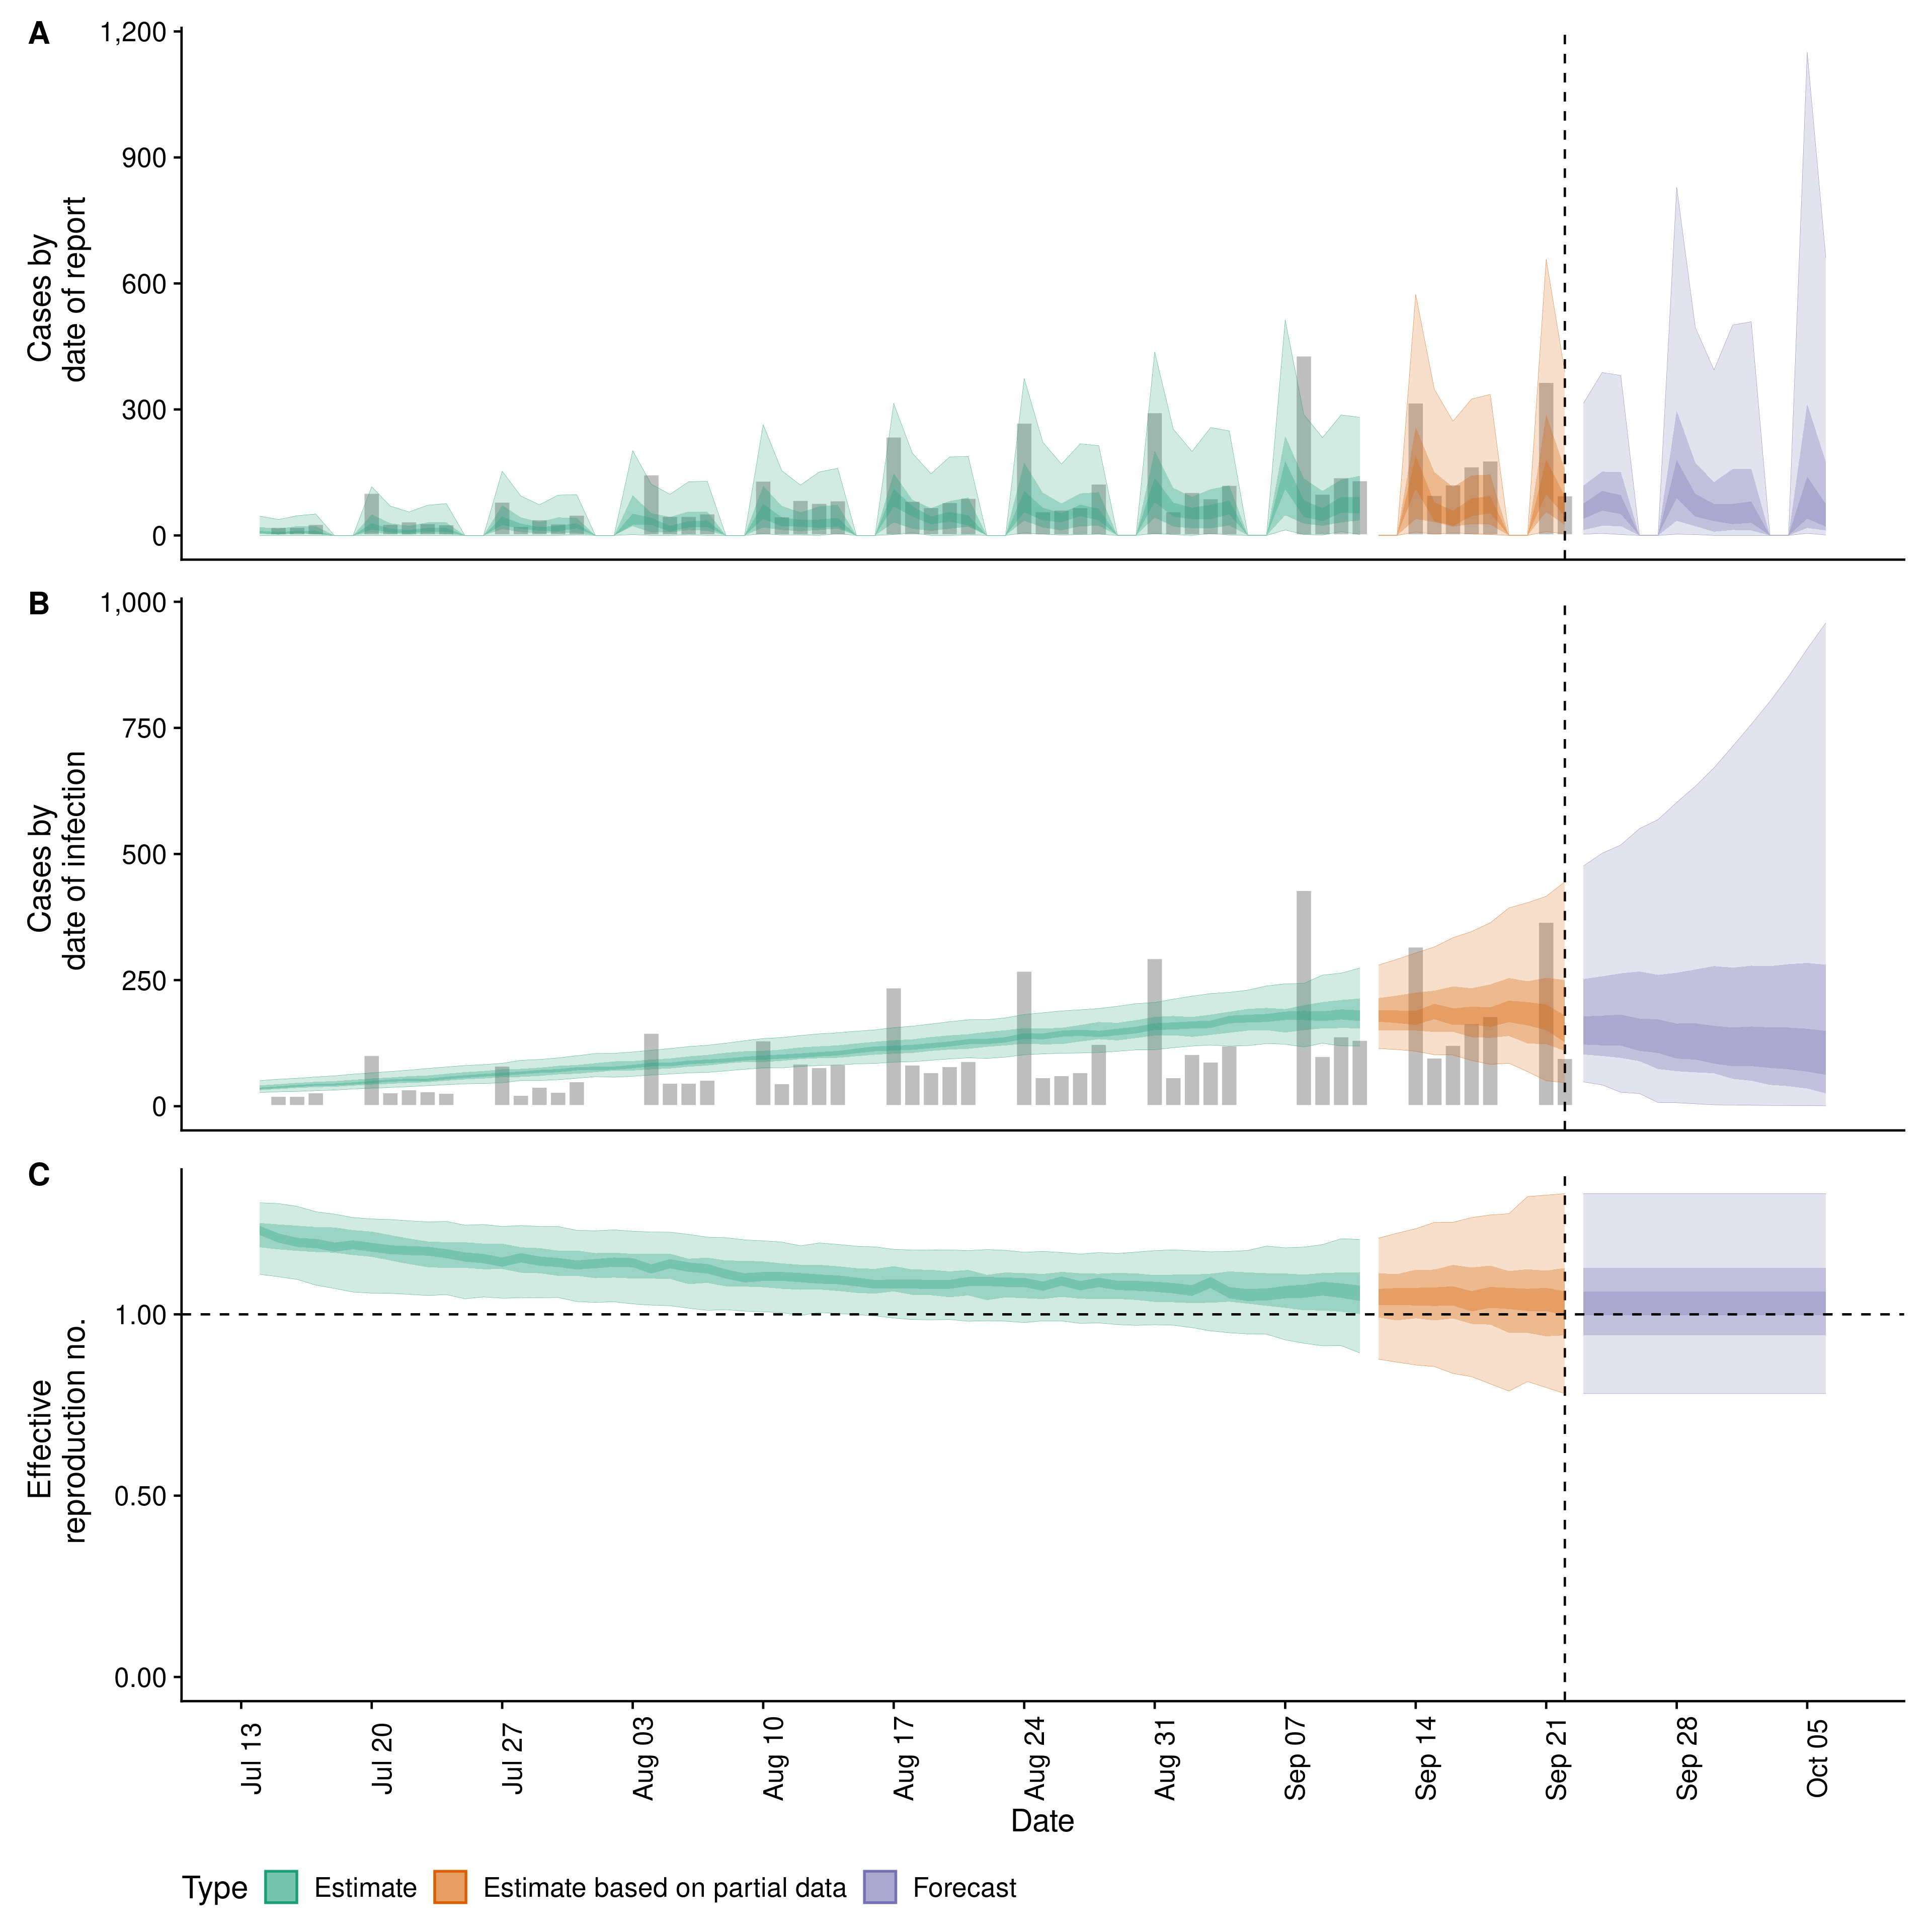 A
1,200
900
600
300
0
Cases by
date of report
B
1,000
750
500
250
0
Cases by
date of infection
C
1.00
0.50
0.00
Effective
reproduction no.
Jul 13
Jul 20
Jul 27
Aug 03
Aug 10
Aug 17
Aug 24
Aug 31
Sep 07
Sep 14
Sep 21
Sep 28
Oct 05
Date
Type Estimate Estimate based on partial data Forecast